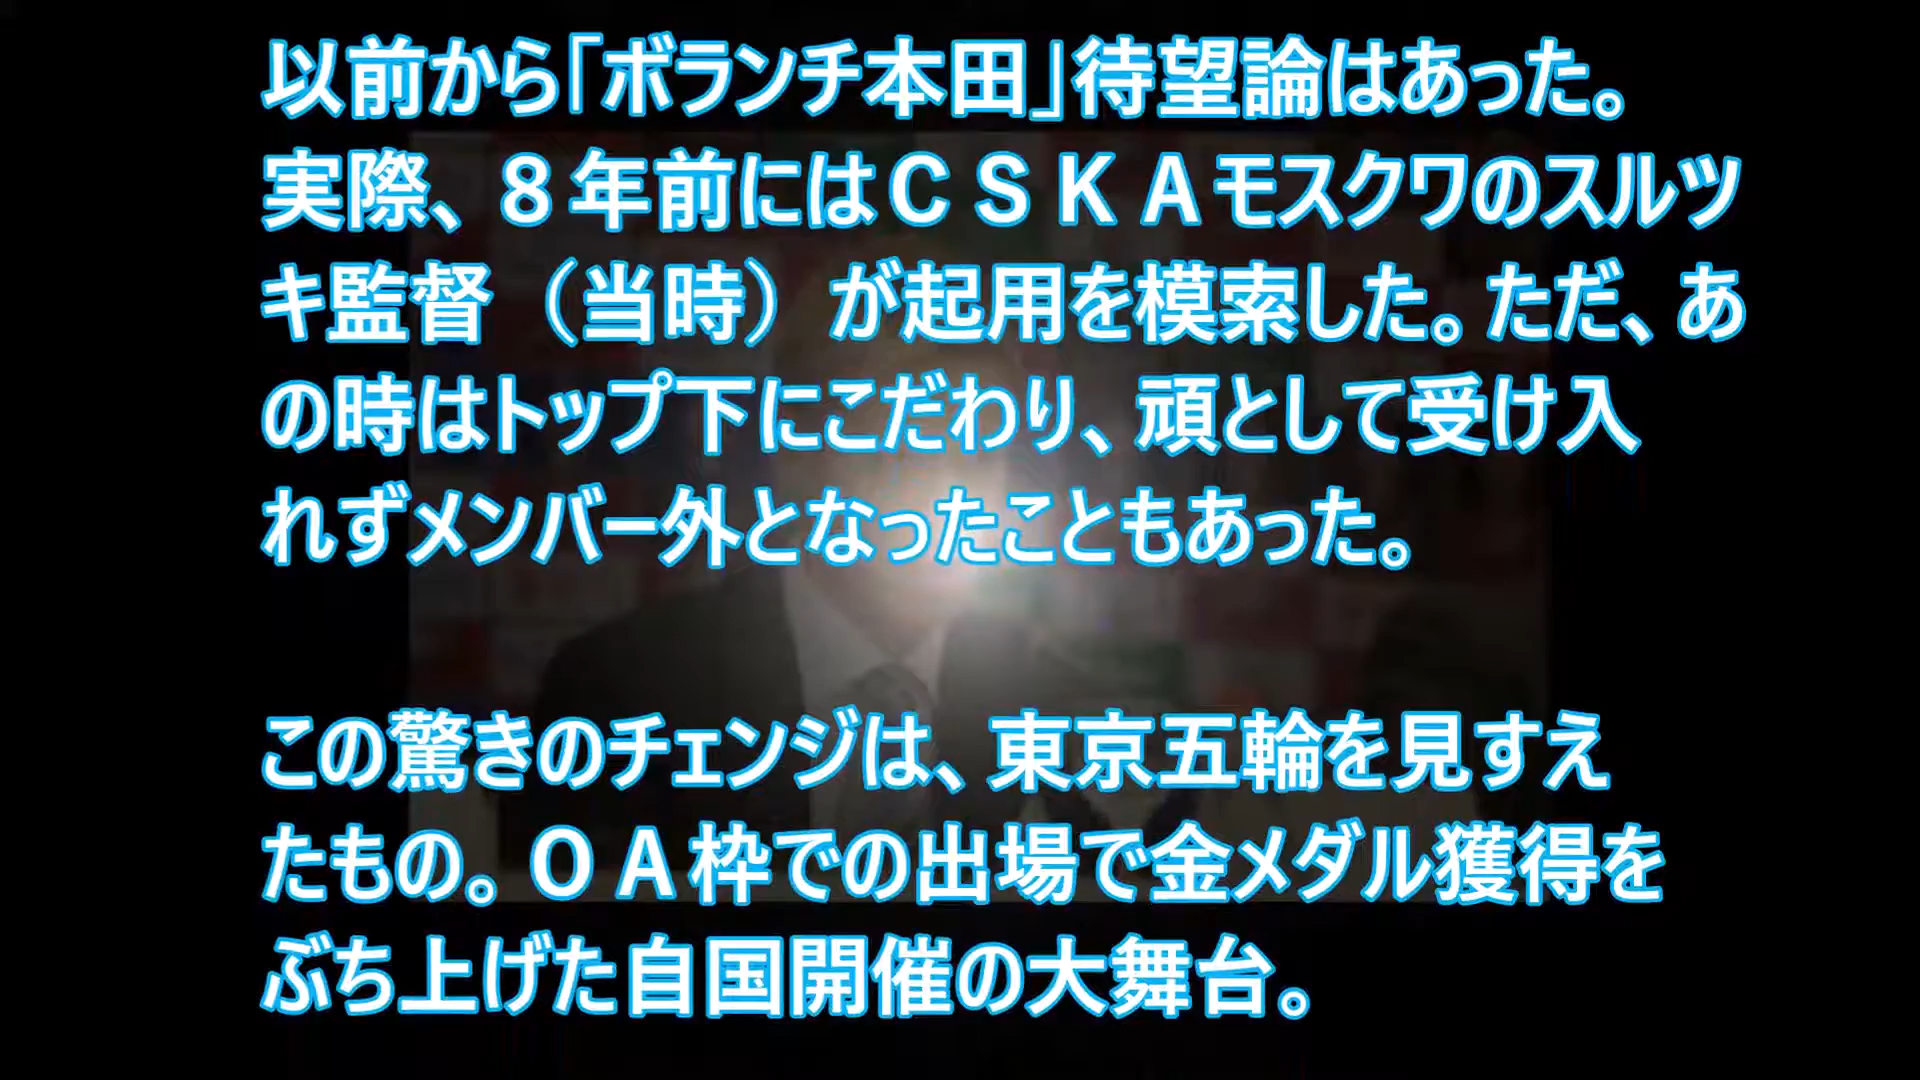 以前から「ボランチ本田」待望論はあった。
実際、８年前にはＣＳＫＡモスクワのスルツ
キ監督（当時）が起用を模索した。ただ、あ
の時はトップ下にこだわり、頑として受け入
れずメンバー外となったこともあった。
この驚きのチェンジは、東京五輪を見すえ
たもの。ＯＡ枠での出場で金メダル獲得を
ぶち上げた自国開催の大舞台。